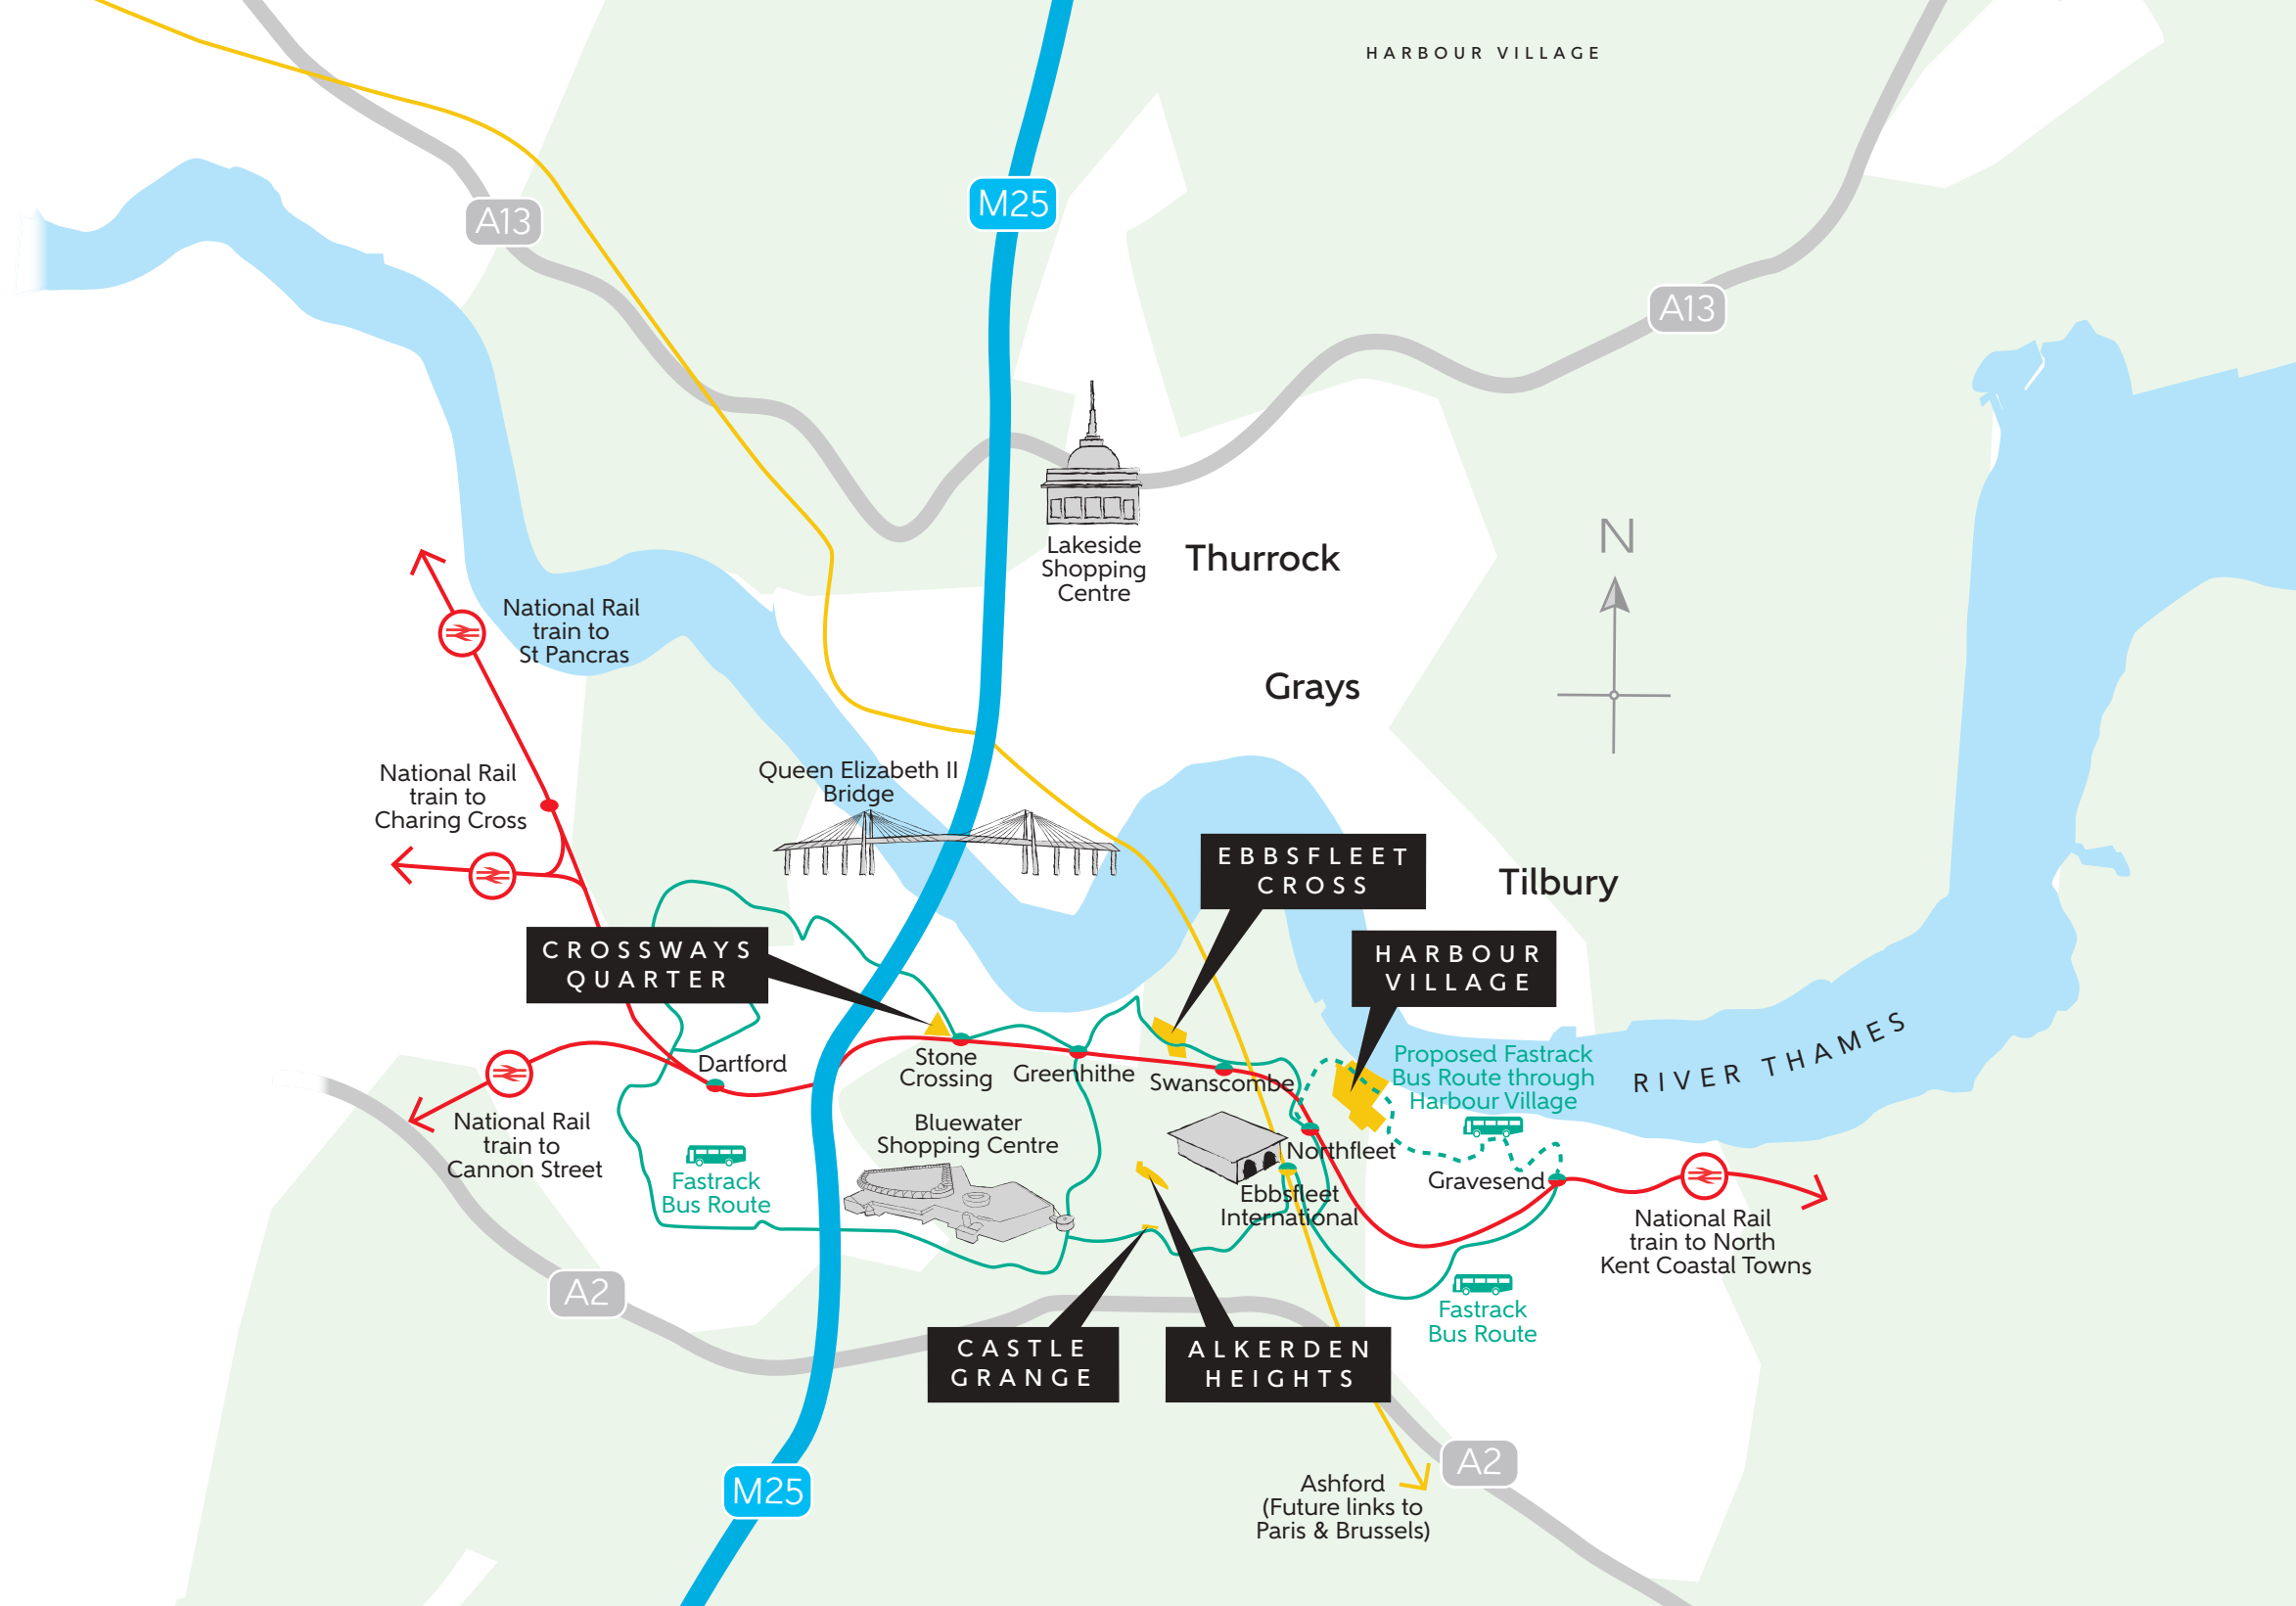 HARBOUR VILLAGE
M25
A13
A13
Lakeside
Shopping
Centre
Thurrock
N
National Rail
train to
St Pancras
Grays
National Rail
train to
Charing Cross
Queen Elizabeth II
Bridge
EBBSFLEET
CROSS
Tilbury
CROSSWAYS
QUARTER
HARBOUR
VILLAGE
RIVER THAMES
Dartford
Stone
Crossing
Greenhithe
Swanscombe
Proposed Fastrack
Bus Route through
Harbour Village
National Rail
train to
Cannon Street
Bluewater
Shopping Centre
Northfleet
Fastrack
Bus Route
Ebbsfleet
International
Gravesend
National Rail
train to North
Kent Coastal Towns
A2
Fastrack
Bus Route
CASTLE
GRANGE
ALKERDEN
HEIGHTS
A2
M25
Ashford
(Future links to
Paris & Brussels)